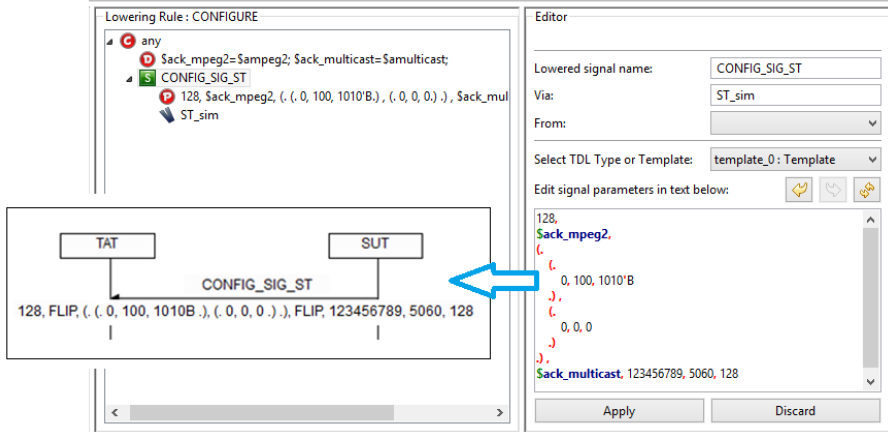 Lowering Rule : CONFIGURE
C any
D $ack_mpeg2=$ampeg2; $ack_multicast=$amulticast;
S CONFIG_SIG_ST
P 128, $ack_mpeg2, (. (. 0, 100, 1010'B.) , (. 0, 0, 0.) .) , $ack_mul
ST_sim
TAT
SUT
CONFIG_SIG_ST
128, FLIP, (. (. 0, 100, 1010B .), (. 0, 0, 0 .) .), FLIP, 123456789, 5060, 128
Editor
Lowered signal name: CONFIG_SIG_ST
Via: ST_sim
From:
Select TDL Type or Template: template_0 : Template
Edit signal parameters in text below:
128,
$ack_mpeg2,
(.
(.
0, 100, 1010'B
.) ,
(.
0, 0, 0
.)
.) ,
$ack_multicast, 123456789, 5060, 128
Apply
Discard